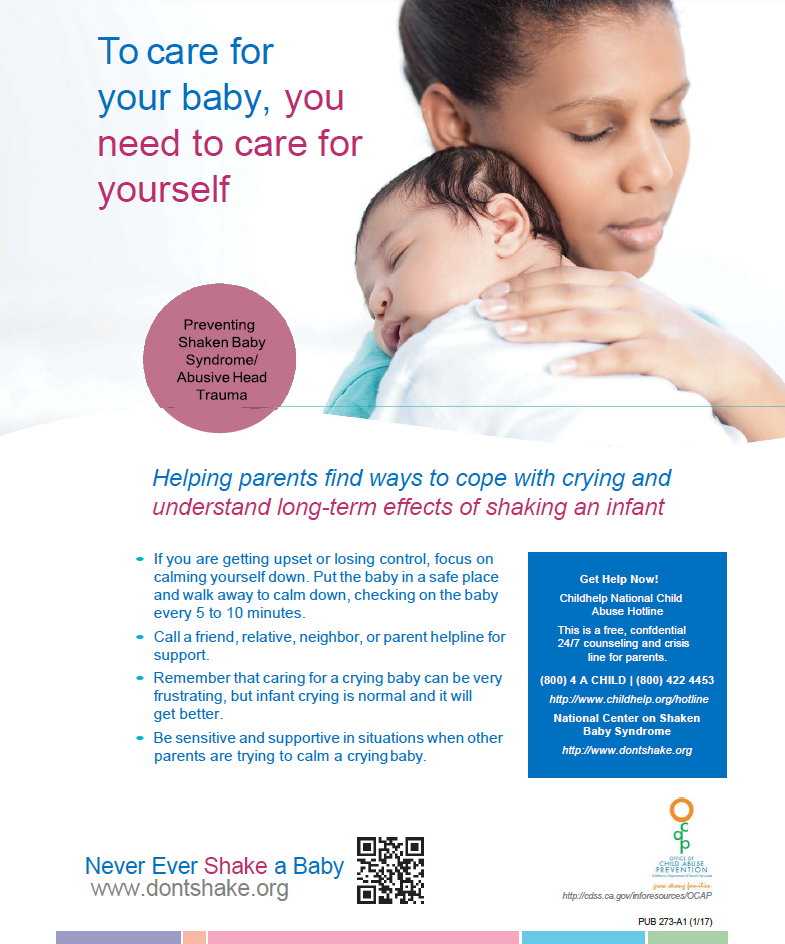 To care for
your baby, you
need to care for
yourself
Preventing
Shaken Baby
Syndrome/
Abusive Head
Trauma
Helping parents find ways to cope with crying and
understand long-term effects of shaking an infant
• If you are getting upset or losing control, focus on
calming yourself down. Put the baby in a safe place
and walk away to calm down, checking on the baby
every 5 to 10 minutes.
• Call a friend, relative, neighbor, or parent helpline for
support.
• Remember that caring for a crying baby can be very
frustrating, but infant crying is normal and it will
get better.
• Be sensitive and supportive in situations when other
parents are trying to calm a crying baby.
Get Help Now!
Childhelp National Child
Abuse Hotline
This is a free, confdential
24/7 counseling and crisis
line for parents.
(800) 4 A CHILD | (800) 422 4453
http://www.childhelp.org/hotline
National Center on Shaken
Baby Syndrome
http://www.dontshake.org
Never Ever Shake a Baby
www.dontshake.org
ocap
OFFICE OF
CHILD ABUSE
PREVENTION
California Department of Social Services
grow strong families
http://cdss.ca.gov/inforesources/OCAP
PUB 273-A1 (1/17)